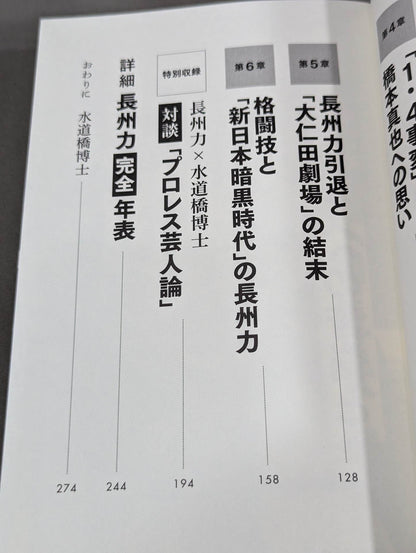 第4章
「1・4事変」
橋本真也への思い
第5章
長州力引退と
「大仁田劇場」の結末
128
第6章
格闘技と
「新日本暗黒時代」の長州力
158
特別収録
長州力×水道橋博士
対談「プロレス芸人論」
194
詳細 長州力完全年表
244
おわりに 水道橋博士
274